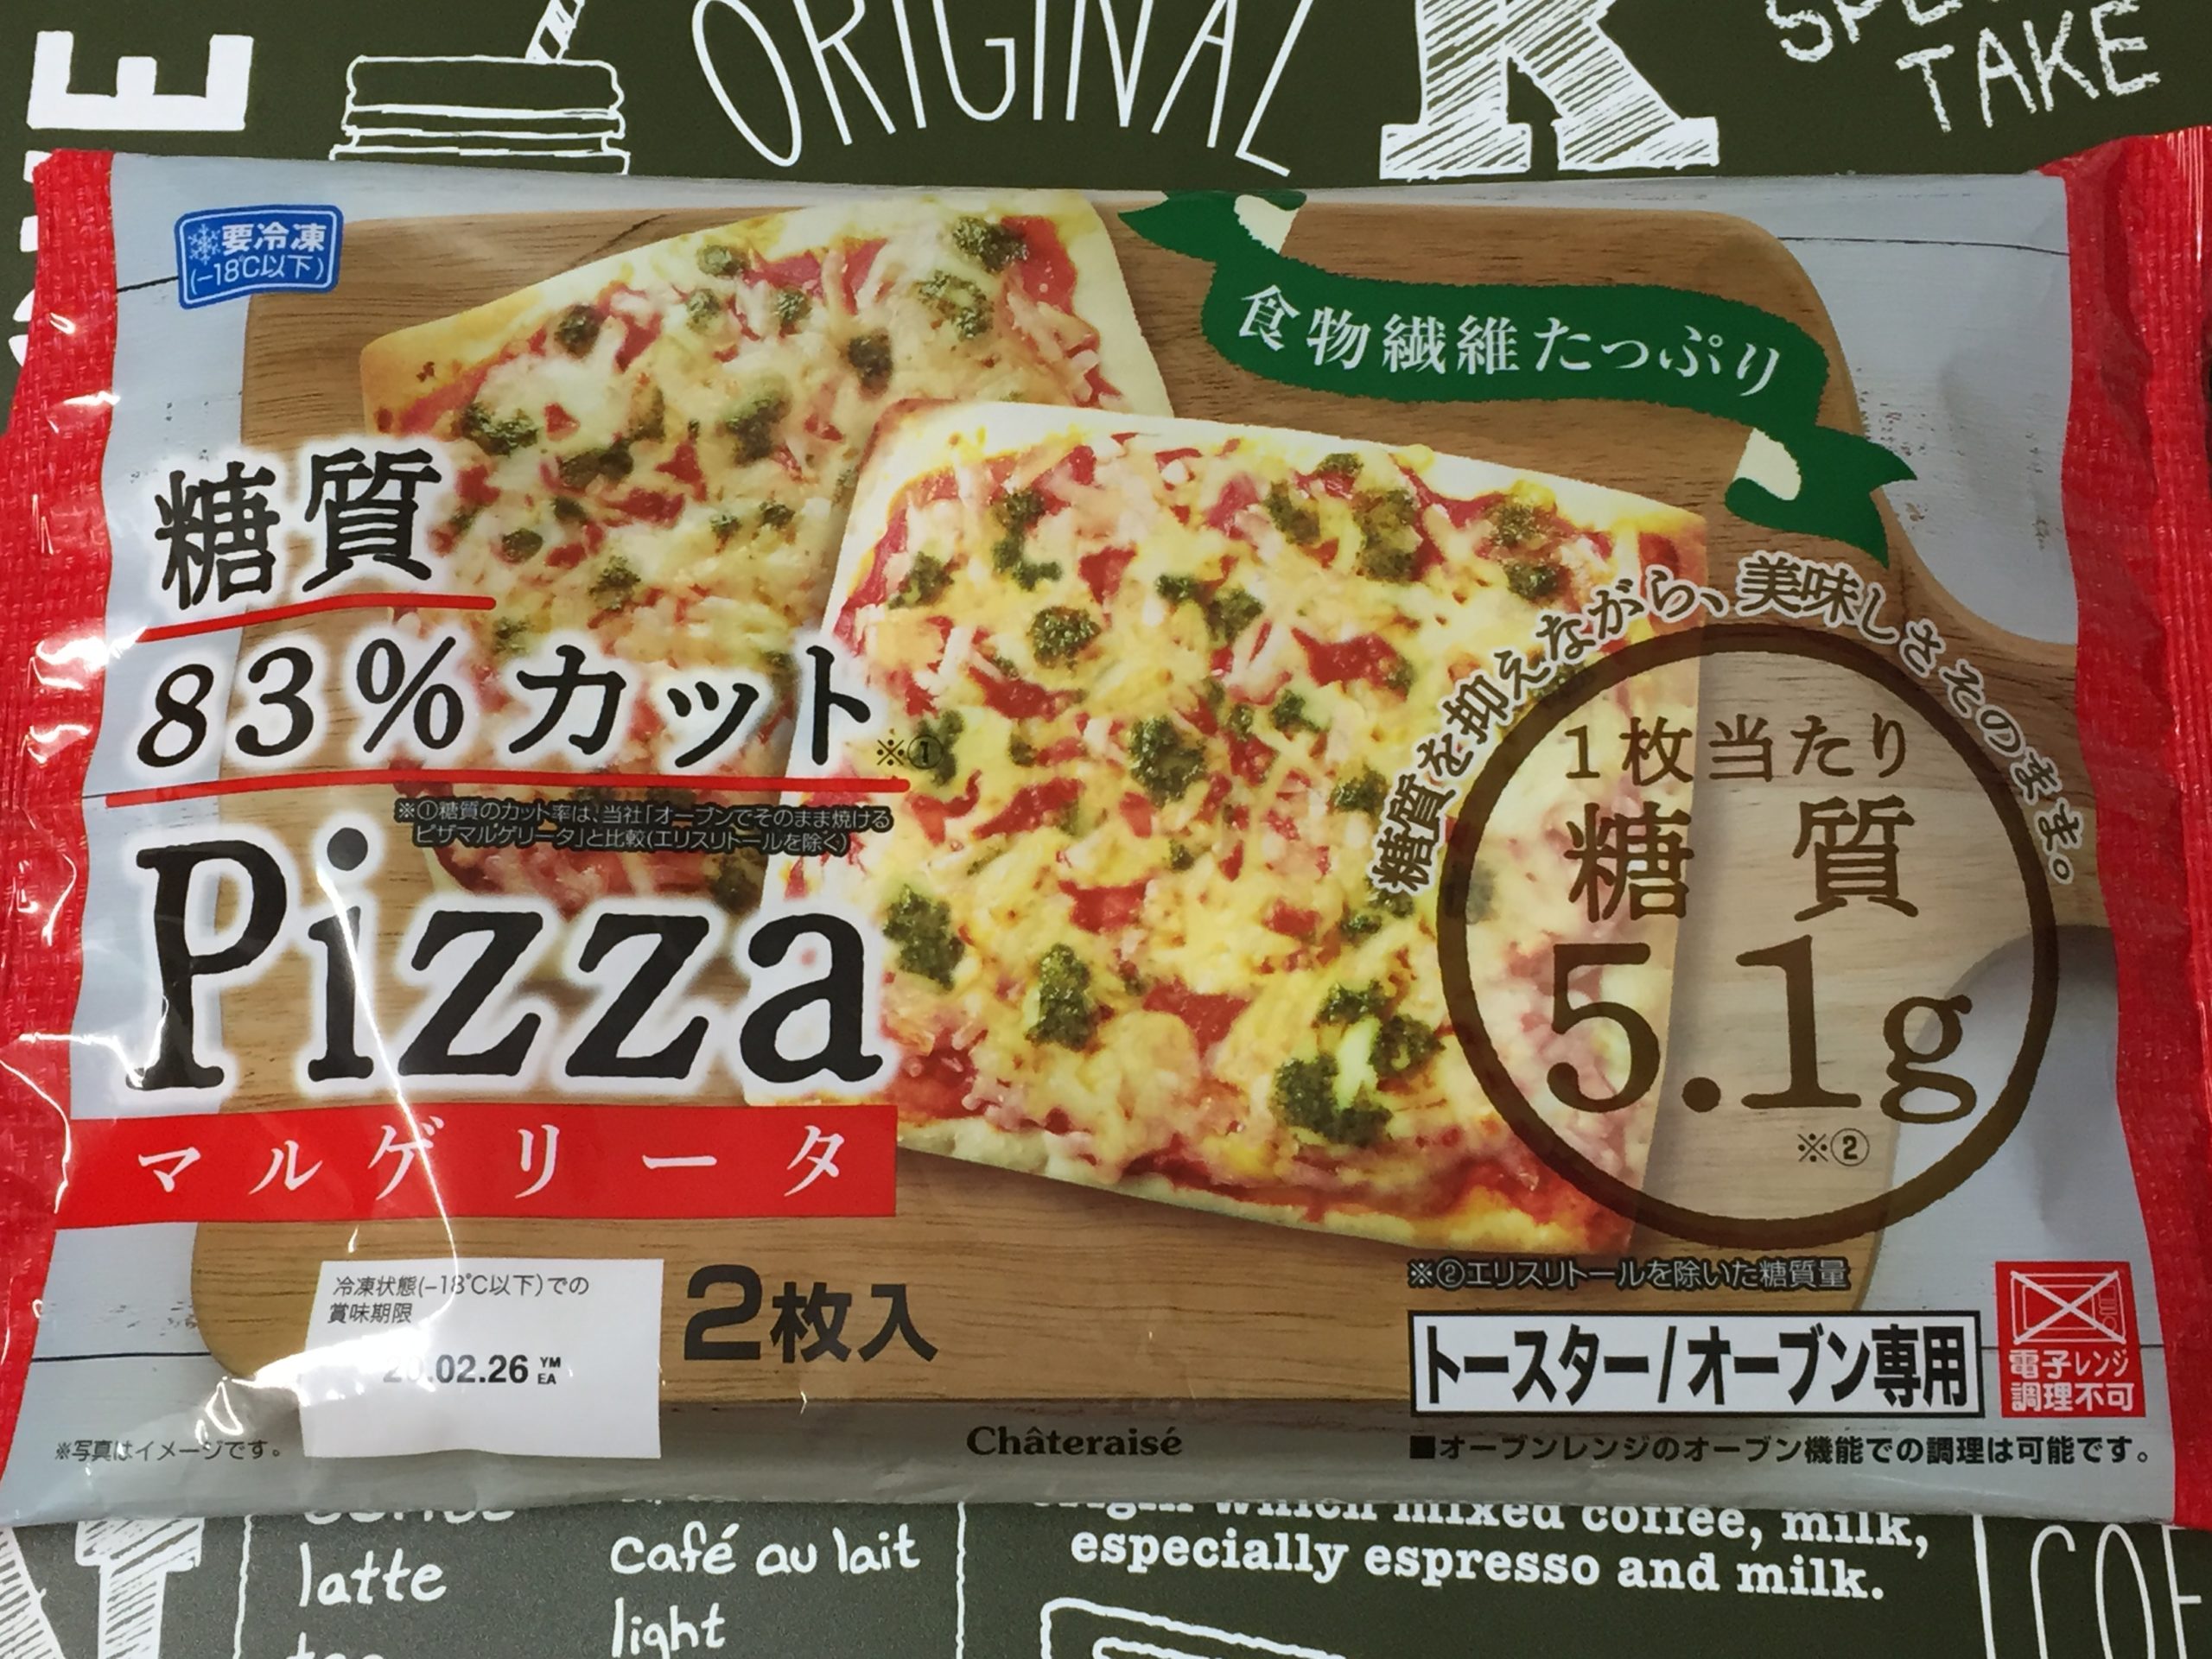 ORIGINAL
K
TAKE
要冷凍
(−18℃以下)
食物繊維たっぷり
糖質
83%カット※①
※①糖質のカット率は、当社「オーブンでそのまま焼ける
ピザマルゲリータ」と比較(エリスリトールを除く)
Pizza
マルゲリータ
糖質を抑えながら、美味しさそのまま。
1枚当たり
糖質
5.1g
※②
※②エリスリトールを除いた糖質量
冷凍状態(−18℃以下)での
賞味期限
20.02.26 YM
EA
2枚入
トースター/オーブン専用
電子レンジ
調理不可
■オーブンレンジのオーブン機能での調理は可能です。
※写真はイメージです。
Châteraisé
latte
café au lait
light
which mixed coffee, milk,
especially espresso and milk.